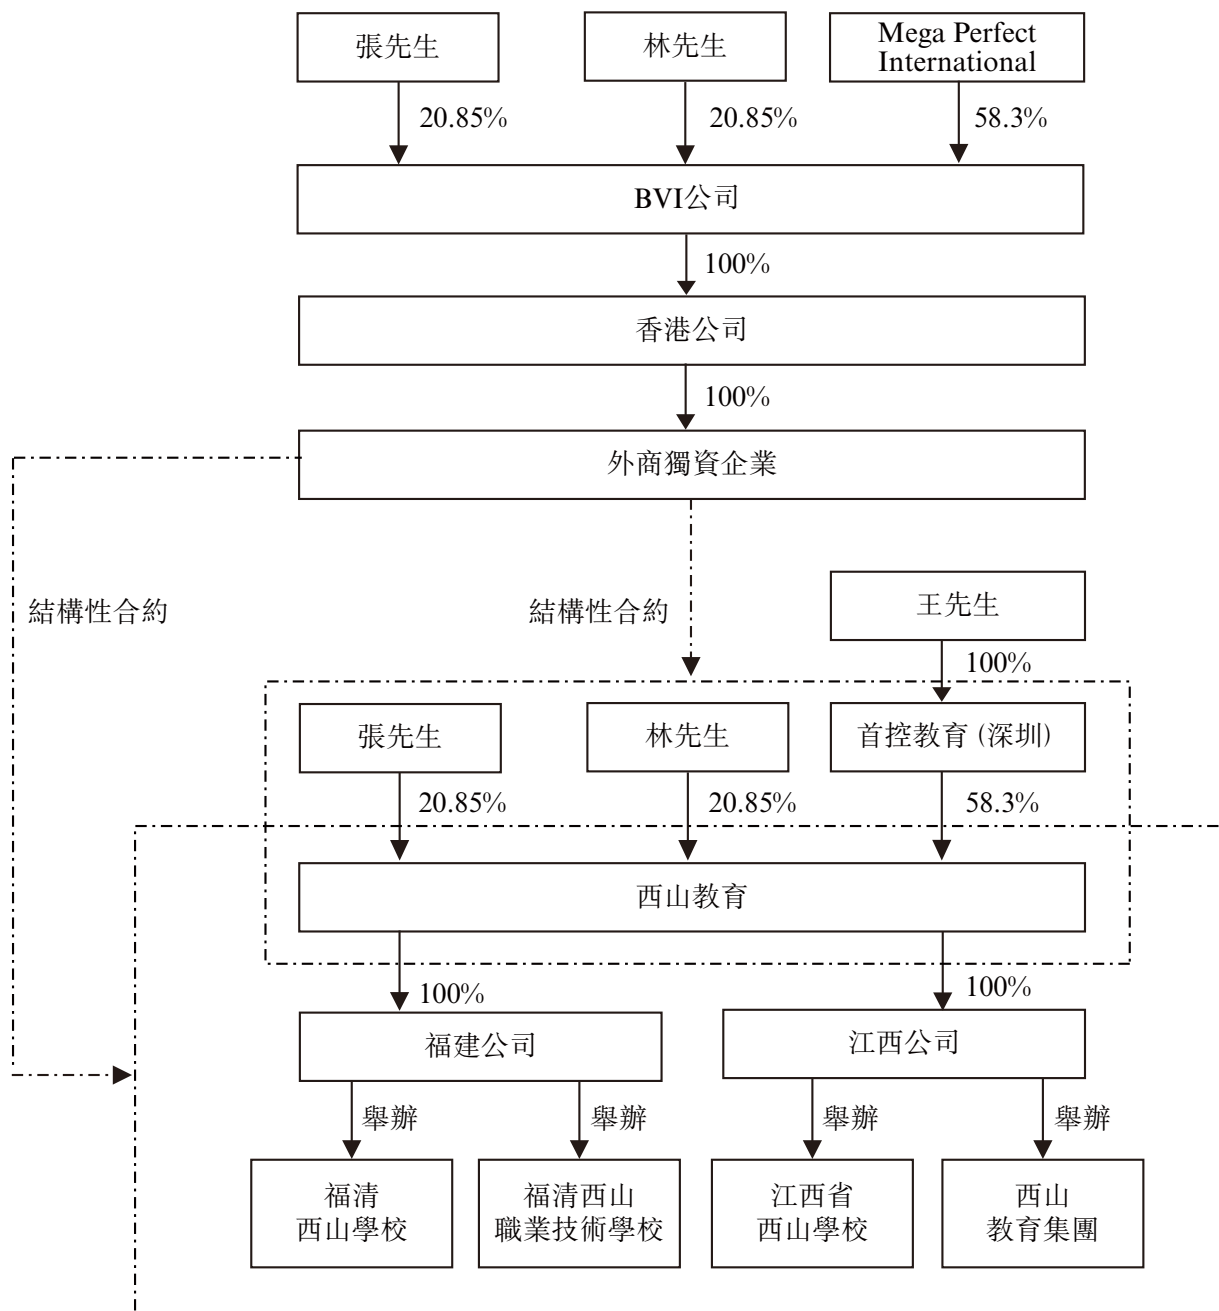 張先生
林先生
Mega Perfect
International
20.85%
20.85%
58.3%
BVI公司
100%
香港公司
100%
外商獨資企業
結構性合約
結構性合約
王先生
100%
張先生
林先生
首控教育(深圳)
20.85%
20.85%
58.3%
西山教育
100%
100%
福建公司
江西公司
舉辦
舉辦
舉辦
舉辦
福清
西山學校
福清西山
職業技術學校
江西省
西山學校
西山
教育集團